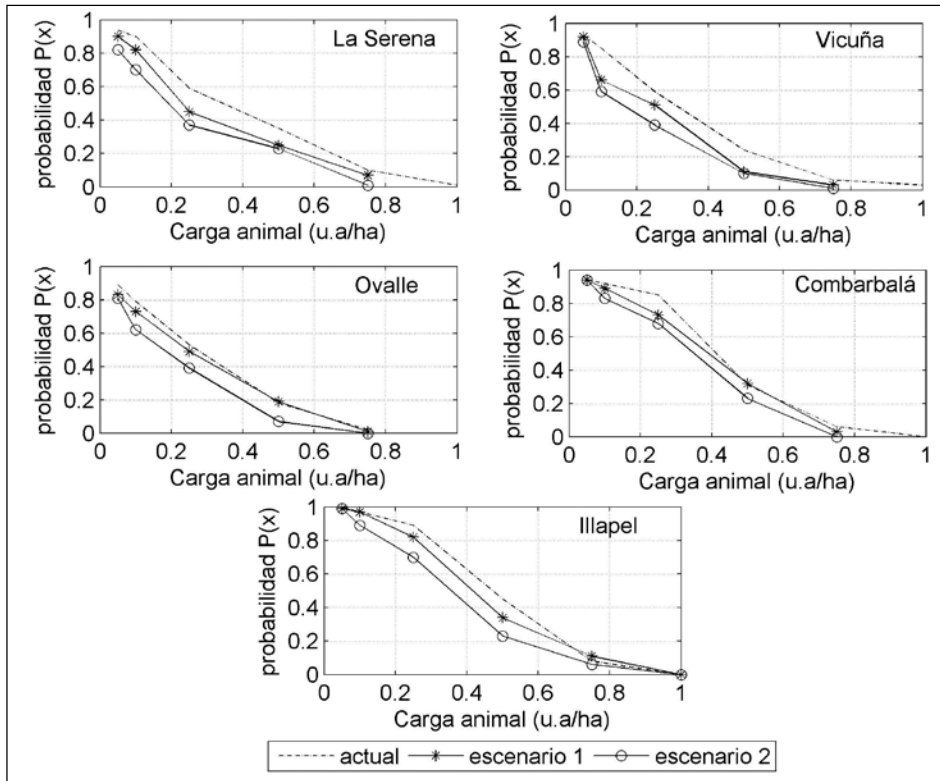 La Serena
probabilidad P(x)
1
0.8
0.6
0.4
0.2
0
0 0.2 0.4 0.6 0.8 1
Carga animal (u.a/ha)
Vicuña
probabilidad P(x)
1
0.8
0.6
0.4
0.2
0
0 0.2 0.4 0.6 0.8 1
Carga animal (u.a/ha)
Ovalle
probabilidad P(x)
1
0.8
0.6
0.4
0.2
0
0 0.2 0.4 0.6 0.8 1
Carga animal (u.a/ha)
Combarbalá
probabilidad P(x)
1
0.8
0.6
0.4
0.2
0
0 0.2 0.4 0.6 0.8 1
Carga animal (u.a/ha)
Illapel
probabilidad P(x)
1
0.8
0.6
0.4
0.2
0
0 0.2 0.4 0.6 0.8 1
Carga animal (u.a/ha)
actual escenario 1 escenario 2